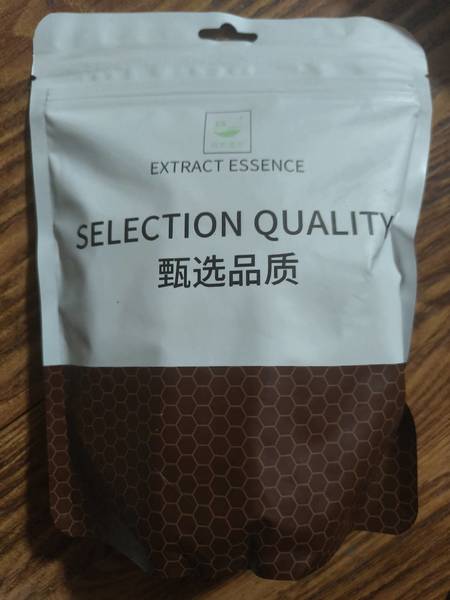 EXTRACT ESSENCE
SELECTION QUALITY
甄选品质